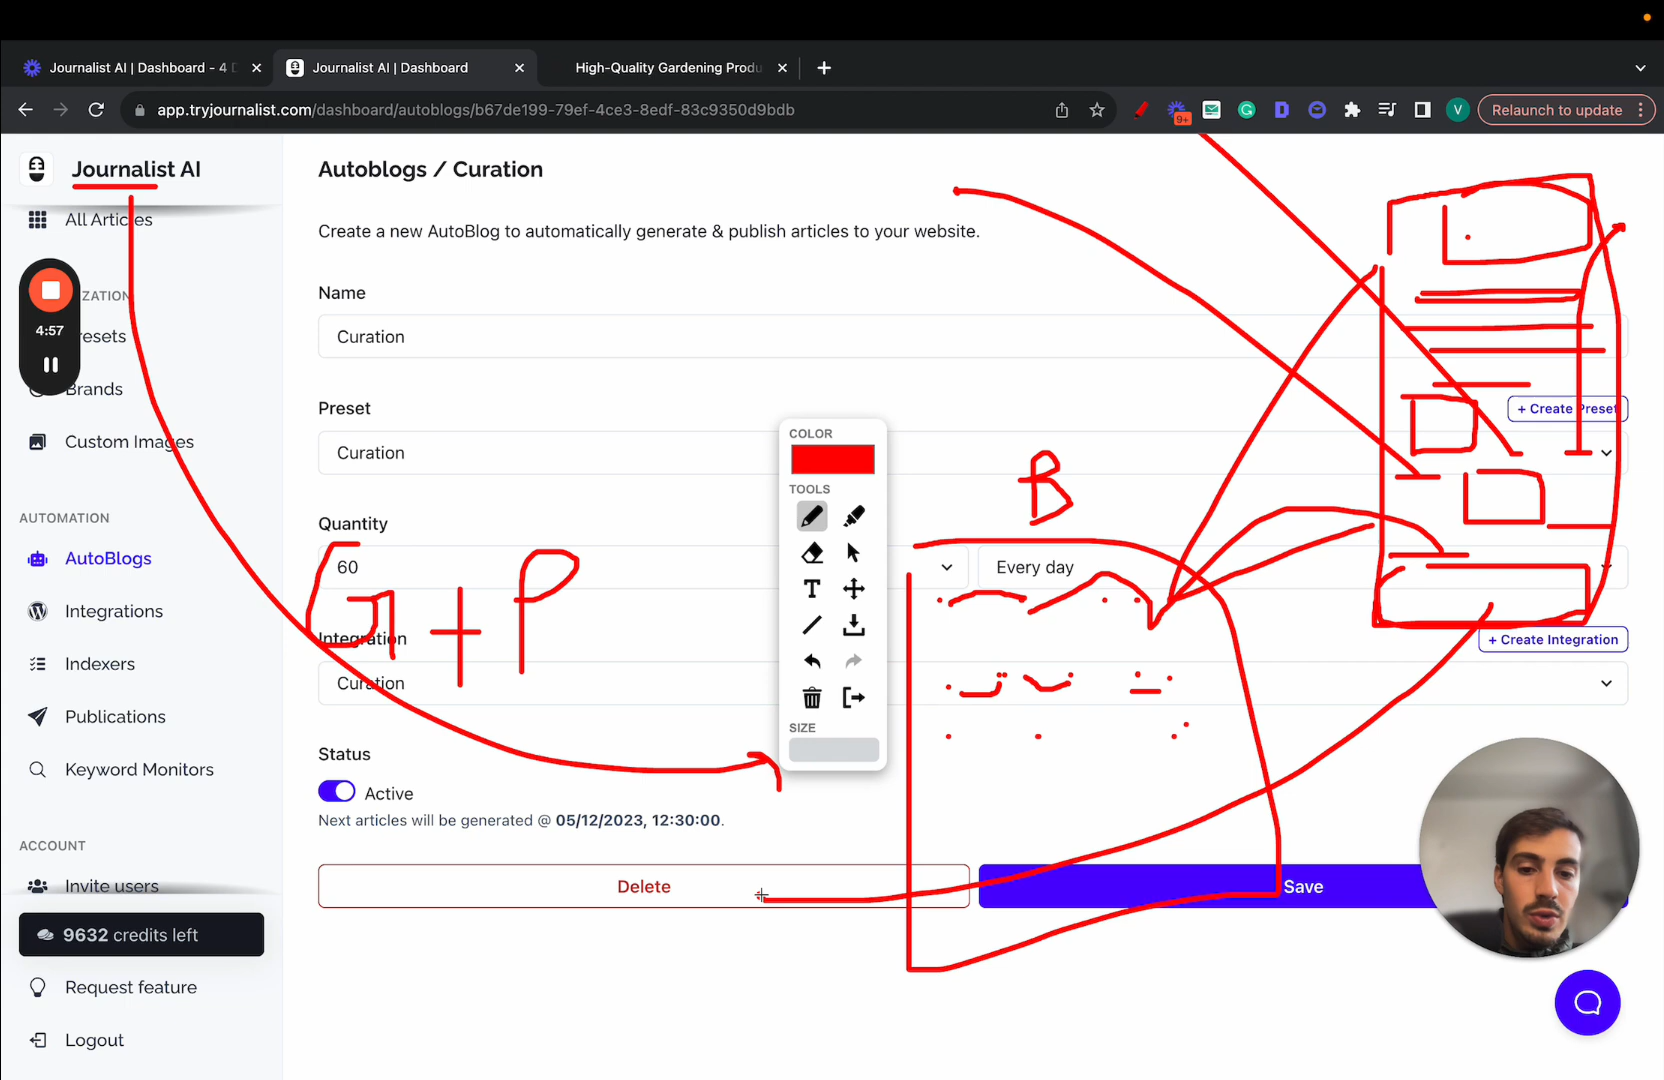 Journalist AI | Dashboard - 4
Journalist AI | Dashboard
High-Quality Gardening Produ
app.tryjournalist.com/dashboard/autoblogs/b67de199-79ef-4ce3-8edf-83c9350d9bdb
9+
V
Relaunch to update
Journalist AI
All Articles
4:57
Brands
Custom Images
AUTOMATION
AutoBlogs
Integrations
Indexers
Publications
Keyword Monitors
ACCOUNT
Invite users
9632 credits left
Request feature
Logout
Autoblogs / Curation
Create a new AutoBlog to automatically generate & publish articles to your website.
Name
Curation
Preset
+ Create Preset
Curation
Quantity
60
Every day
Integration
+ Create Integration
Curation
Status
Active
Next articles will be generated @ 05/12/2023, 12:30:00.
Delete
Save
COLOR
TOOLS
T
SIZE
B
+ P